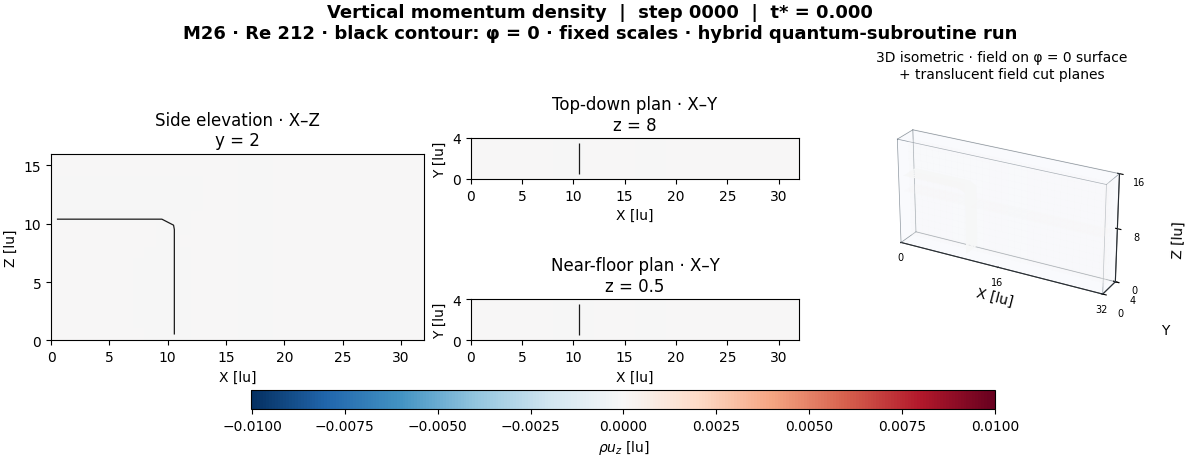 Vertical momentum density | step 0000 | t* = 0.000
M26 · Re 212 · black contour: φ = 0 · fixed scales · hybrid quantum-subroutine run
3D isometric · field on φ = 0 surface
+ translucent field cut planes
Side elevation · X–Z
y = 2
Z [lu]
15
10
5
0
0 5 10 15 20 25 30
X [lu]
Top-down plan · X–Y
z = 8
Y [lu]
4
0
0 5 10 15 20 25 30
X [lu]
Near-floor plan · X–Y
z = 0.5
Y [lu]
4
0
0 5 10 15 20 25 30
X [lu]
16
8
0
Z [lu]
0
16
32
X [lu]
4
0
Y
−0.0100 −0.0075 −0.0050 −0.0025 0.0000 0.0025 0.0050 0.0075 0.0100
ρu_z [lu]